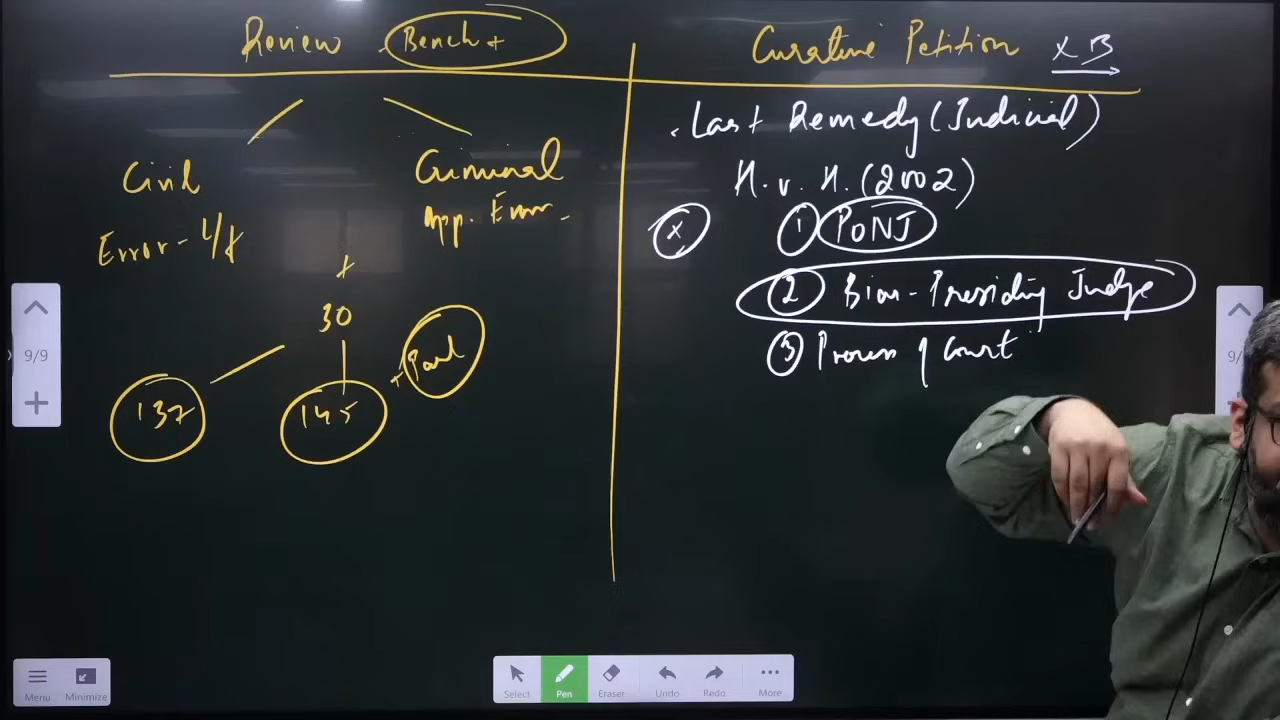 Review Bench +
Civil
Criminal
Error - L/f
App. Error -
+
30
137
145
+ Parl
Curative Petition x B
. Last Remedy (Judicial)
H. v. H. (2002)
x
1 PONJ
2 Bias - Presiding Judge
3 Process of Court
9/9
9/
Menu
Minimize
Select
Pen
Eraser
Undo
Redo
More